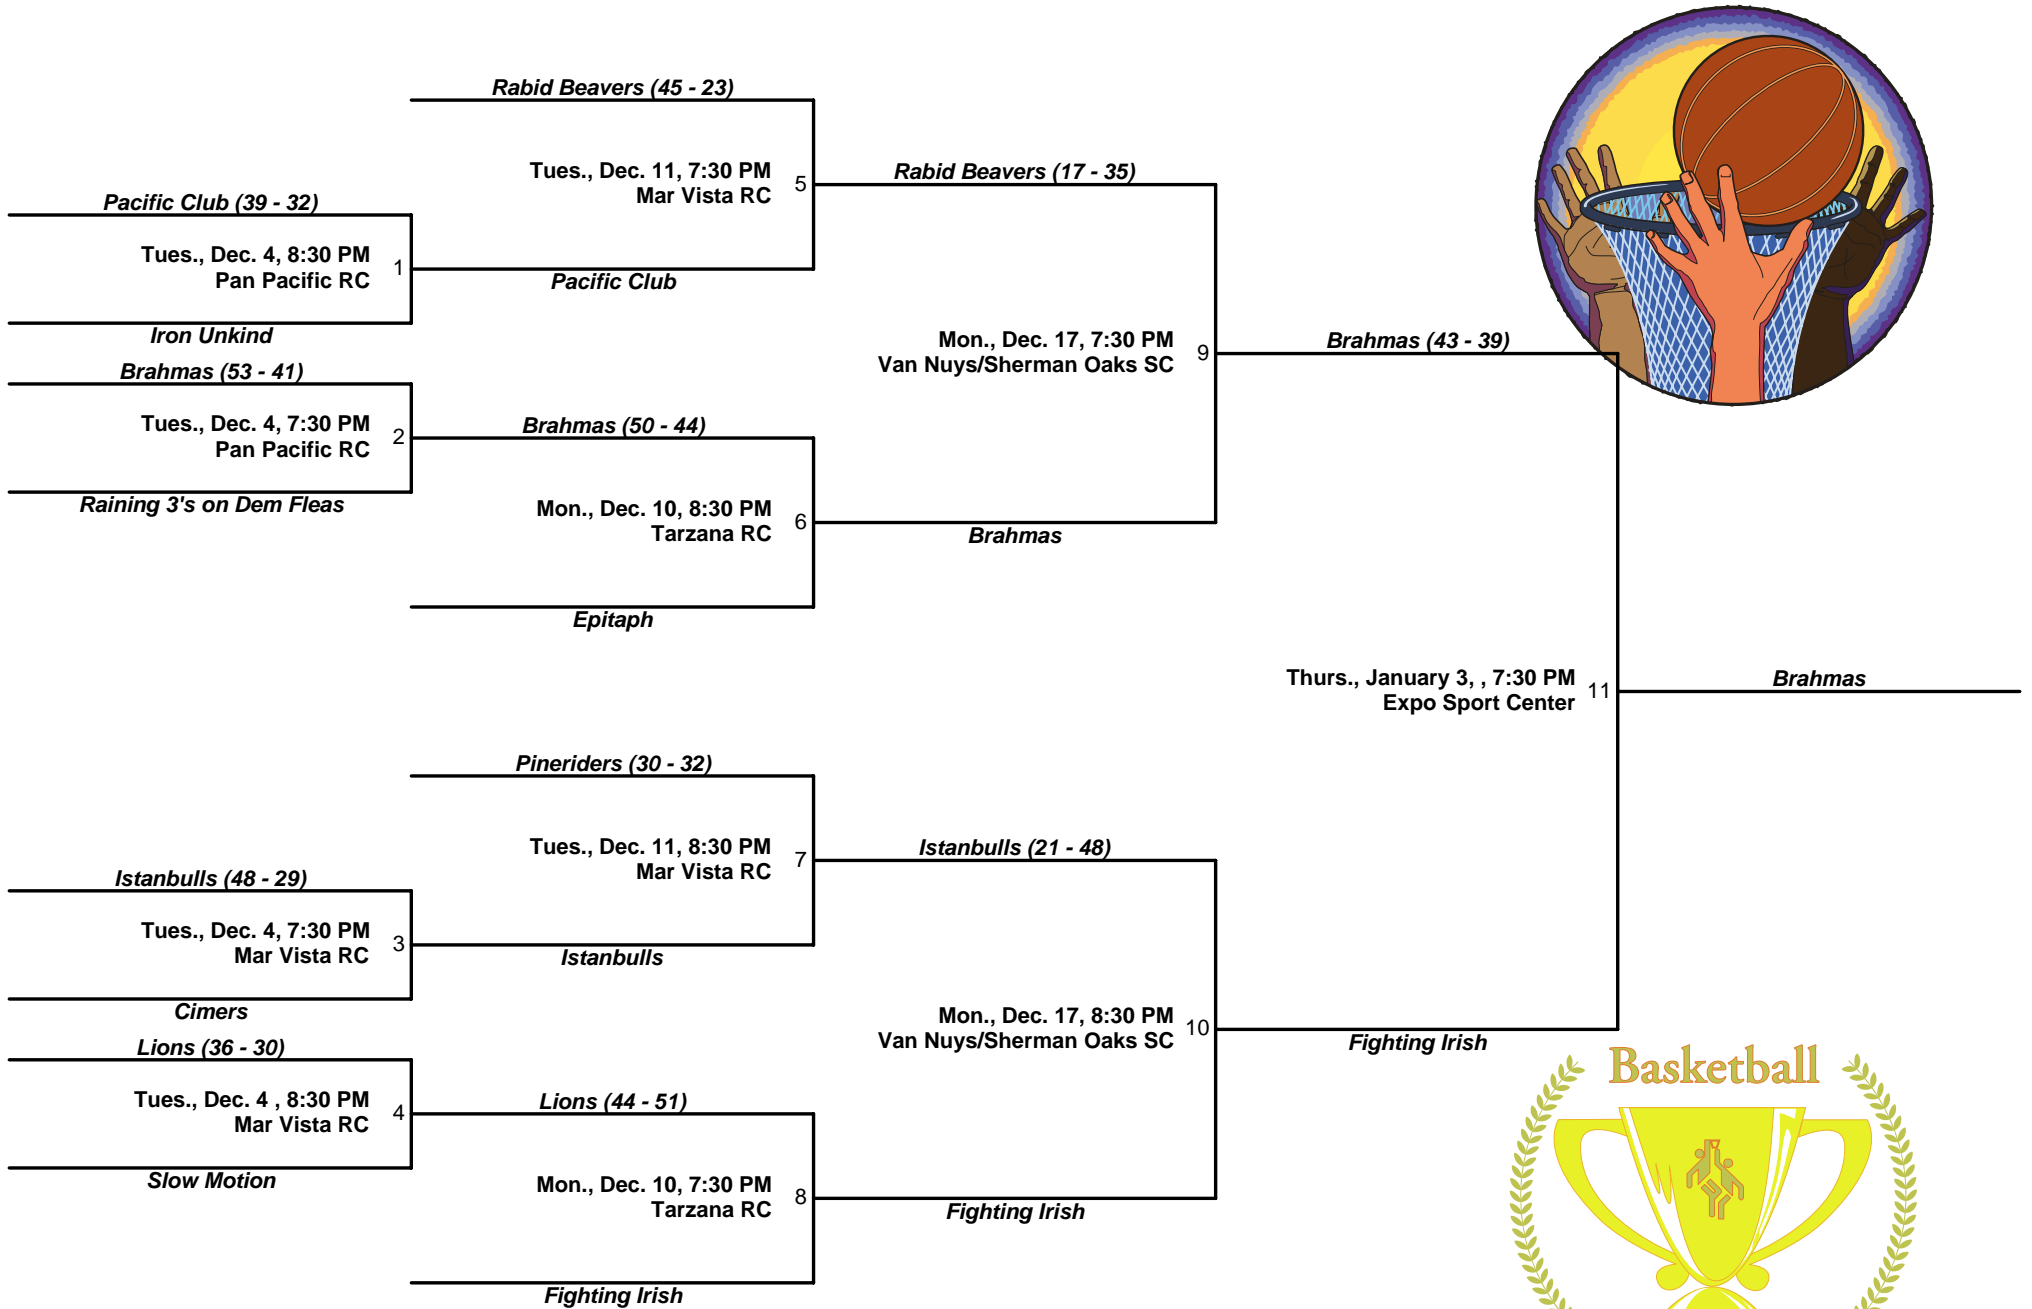 Rabid Beavers (45 - 23)
Tues., Dec. 11, 7:30 PM
Mar Vista RC
5
Rabid Beavers (17 - 35)
Pacific Club (39 - 32)
Tues., Dec. 4, 8:30 PM
Pan Pacific RC
1
Pacific Club
Iron Unkind
Mon., Dec. 17, 7:30 PM
Van Nuys/Sherman Oaks SC
9
Brahmas (43 - 39)
Brahmas (53 - 41)
Tues., Dec. 4, 7:30 PM
Pan Pacific RC
2
Brahmas (50 - 44)
Raining 3's on Dem Fleas
Mon., Dec. 10, 8:30 PM
Tarzana RC
6
Brahmas
Epitaph
Thurs., January 3, , 7:30 PM
Expo Sport Center
11
Brahmas
Pineriders (30 - 32)
Tues., Dec. 11, 8:30 PM
Mar Vista RC
7
Istanbulls (21 - 48)
Istanbulls (48 - 29)
Tues., Dec. 4, 7:30 PM
Mar Vista RC
3
Istanbulls
Cimers
Mon., Dec. 17, 8:30 PM
Van Nuys/Sherman Oaks SC
10
Fighting Irish
Lions (36 - 30)
Tues., Dec. 4 , 8:30 PM
Mar Vista RC
4
Lions (44 - 51)
Slow Motion
Mon., Dec. 10, 7:30 PM
Tarzana RC
8
Fighting Irish
Fighting Irish
Basketball